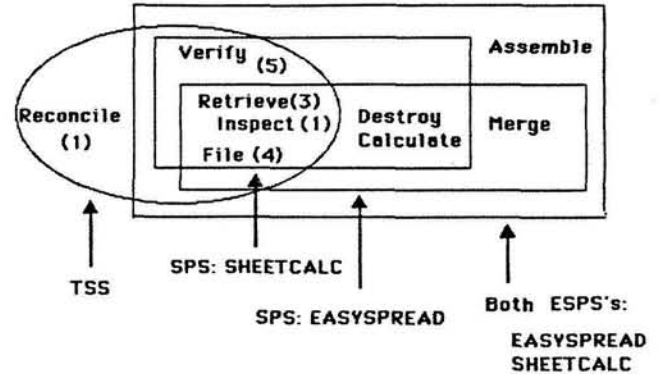 Verify (5)
Assemble
Reconcile (1)
Retrieve(3)
Inspect (1)
File (4)
Destroy
Calculate
Merge
TSS
SPS: SHEETCALC
SPS: EASYSPREAD
Both ESPS's:
EASYSPREAD
SHEETCALC